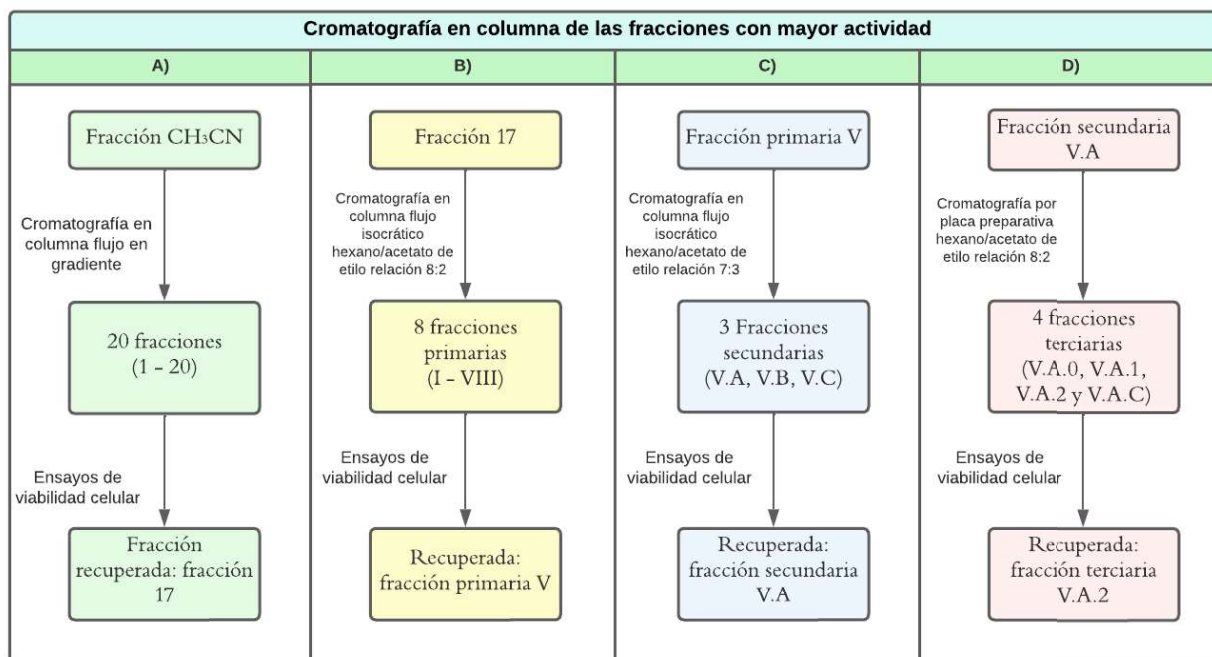 Cromatografía en columna de las fracciones con mayor actividad
A)
B)
C)
D)
Fracción CH₃CN
Cromatografía en
columna flujo en
gradiente
20 fracciones
(1 - 20)
Ensayos de
viabilidad celular
Fracción
recuperada: fracción
17
Fracción 17
Cromatografía en
columna flujo
isocrático
hexano/acetato de
etilo relación 8:2
8 fracciones
primarias
(I - VIII)
Ensayos de
viabilidad celular
Recuperada:
fracción primaria V
Fracción primaria V
Cromatografía en
columna flujo
isocrático
hexano/acetato de
etilo relación 7:3
3 Fracciones
secundarias
(V.A, V.B, V.C)
Ensayos de
viabilidad celular
Recuperada:
fracción secundaria
V.A
Fracción secundaria
V.A
Cromatografía por
placa preparativa
hexano/acetato de
etilo relación 8:2
4 fracciones
terciarias
(V.A.0, V.A.1,
V.A.2 y V.A.C)
Ensayos de
viabilidad celular
Recuperada:
fracción terciaria
V.A.2